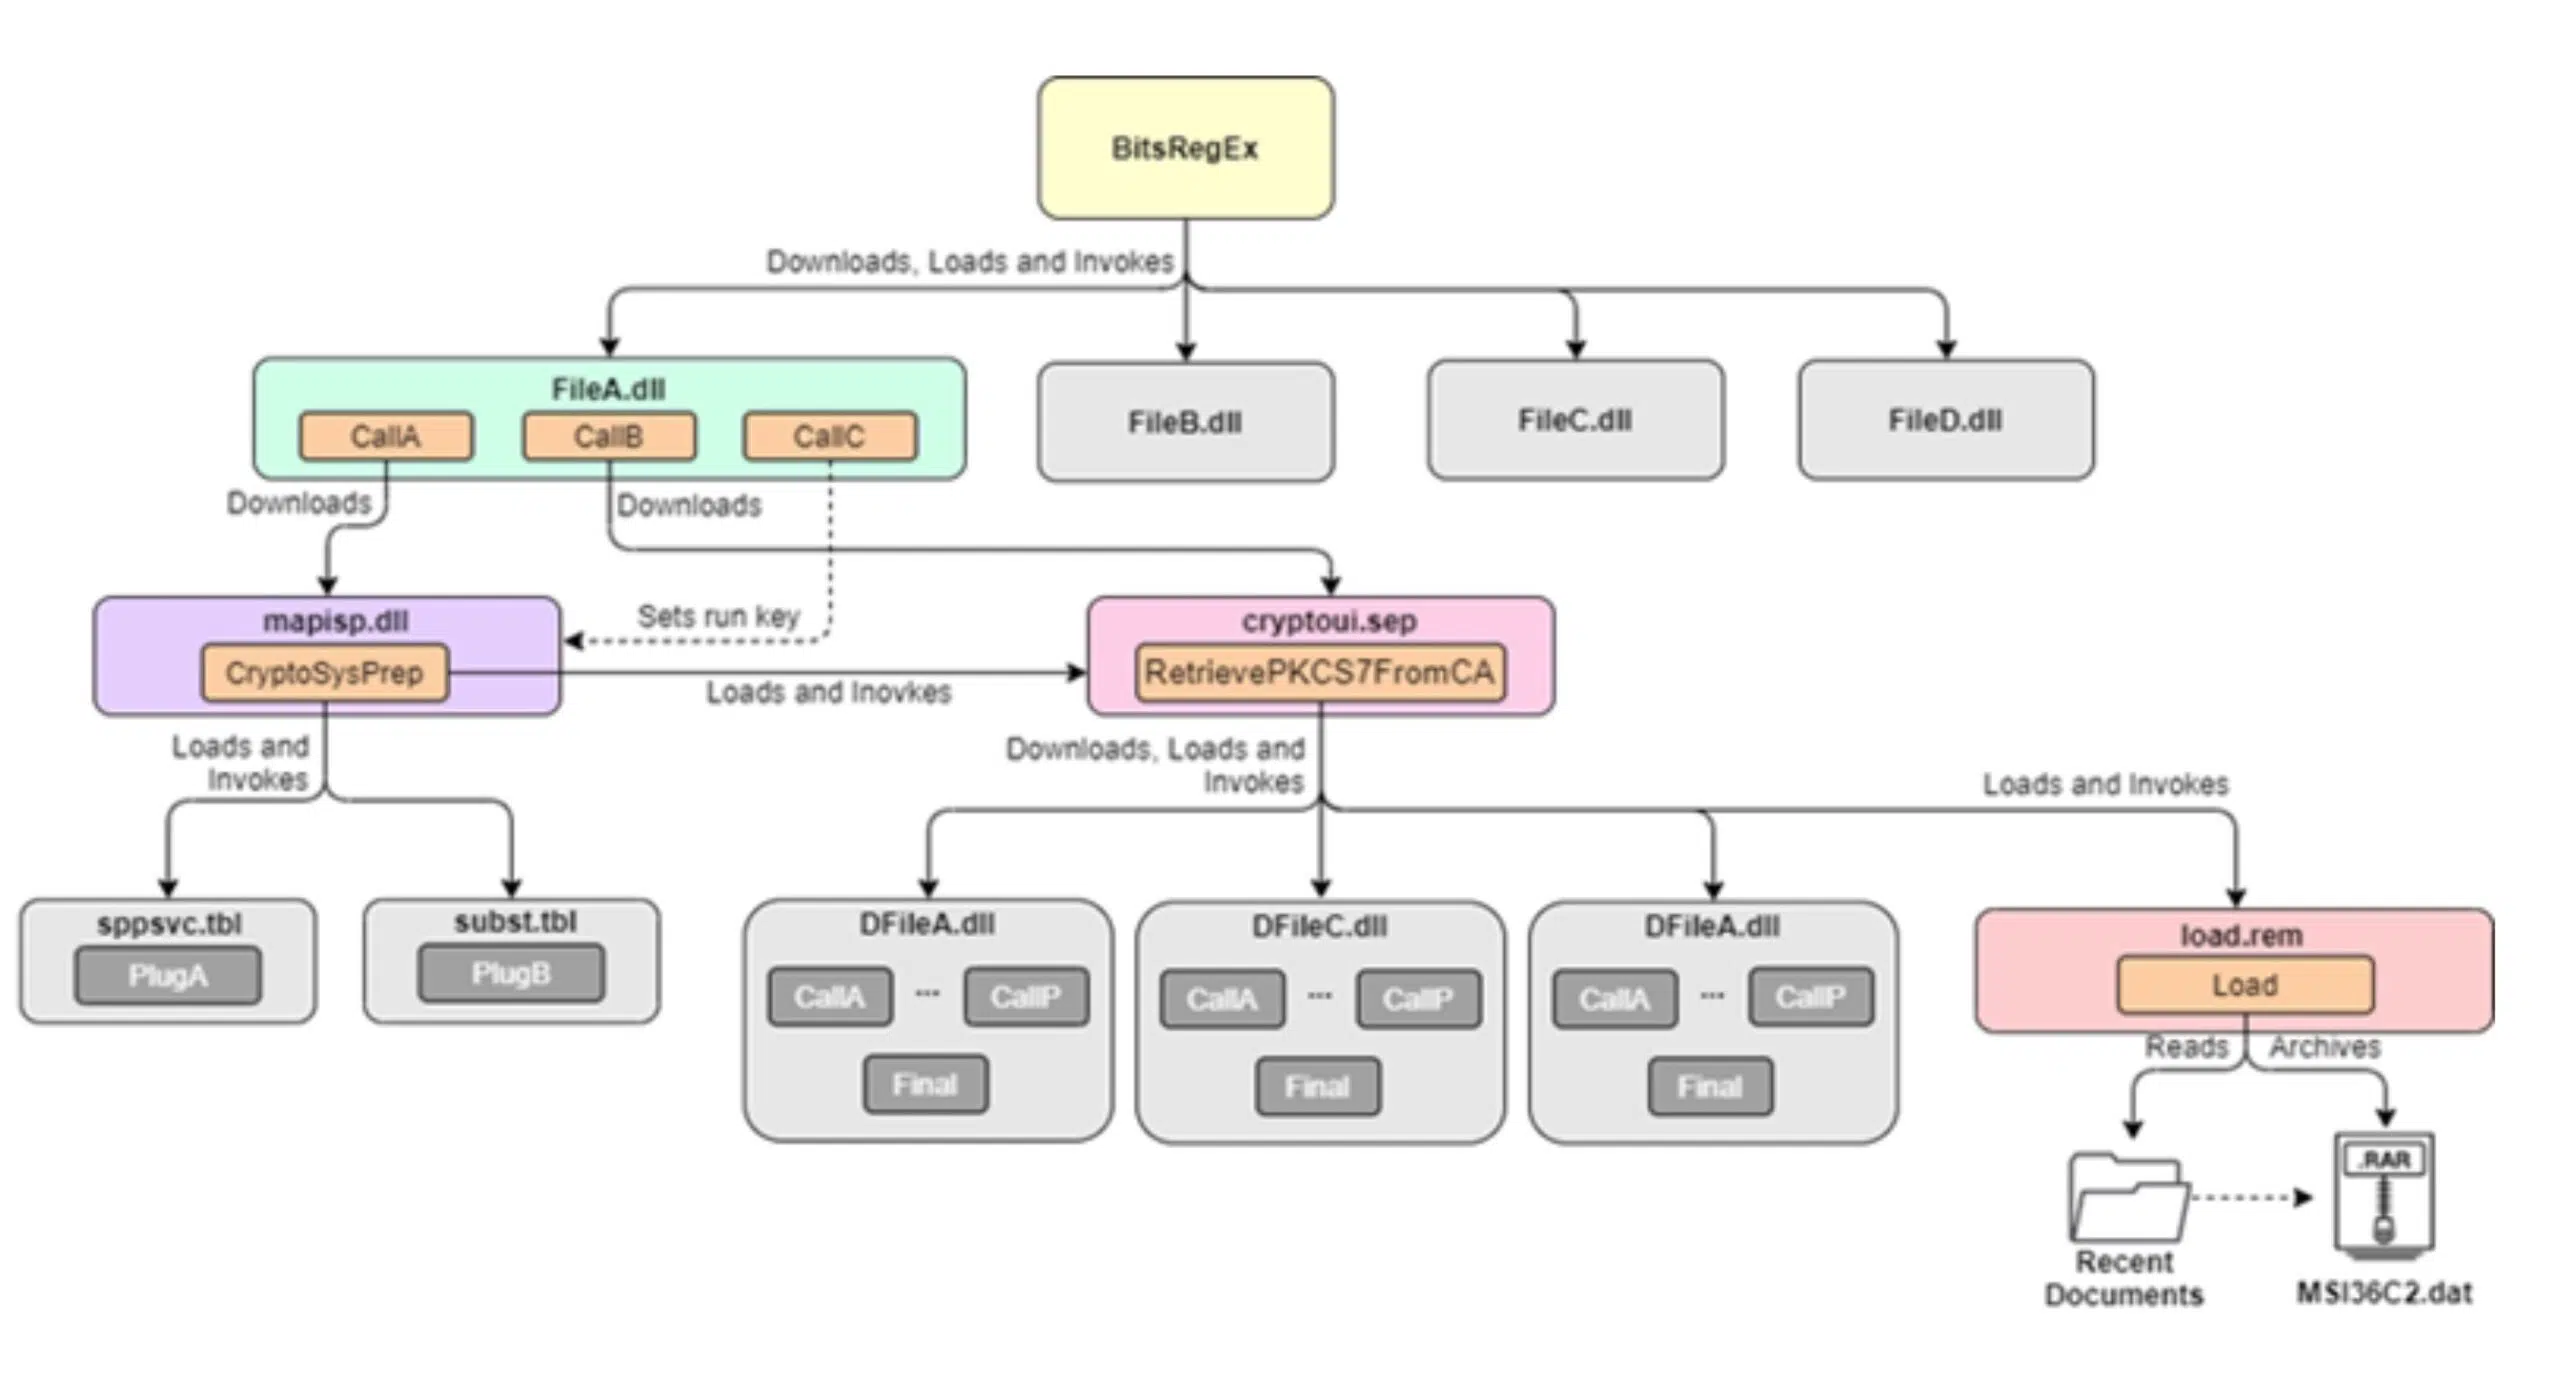 BitsRegEx
Downloads, Loads and Invokes
FileA.dll
CallA
CallB
CallC
FileB.dll
FileC.dll
FileD.dll
Downloads
Downloads
Sets run key
mapisp.dll
CryptoSysPrep
Loads and Inovkes
cryptoui.sep
RetrievePKCS7FromCA
Loads and
Invokes
Downloads, Loads and
Invokes
Loads and Invokes
sppsvc.tbl
PlugA
subst.tbl
PlugB
DFileA.dll
CallA
...
CallP
Final
DFileC.dll
CallA
...
CallP
Final
DFileA.dll
CallA
...
CallP
Final
load.rem
Load
Reads
Archives
.RAR
Recent
Documents
MSI36C2.dat